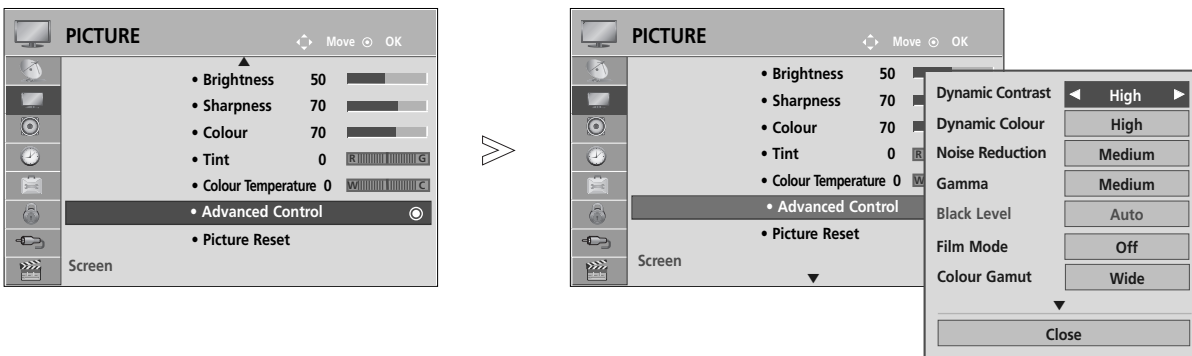 PICTURE
Move OK
• Brightness 50
• Sharpness 70
• Colour 70
• Tint 0 R G
• Colour Temperature 0 W C
• Advanced Control
• Picture Reset
Screen
PICTURE
Move OK
• Brightness 50
• Sharpness 70
• Colour 70
• Tint 0 R
• Colour Temperature 0 W
• Advanced Control
• Picture Reset
Screen
Dynamic Contrast High
Dynamic Colour High
Noise Reduction Medium
Gamma Medium
Black Level Auto
Film Mode Off
Colour Gamut Wide
Close